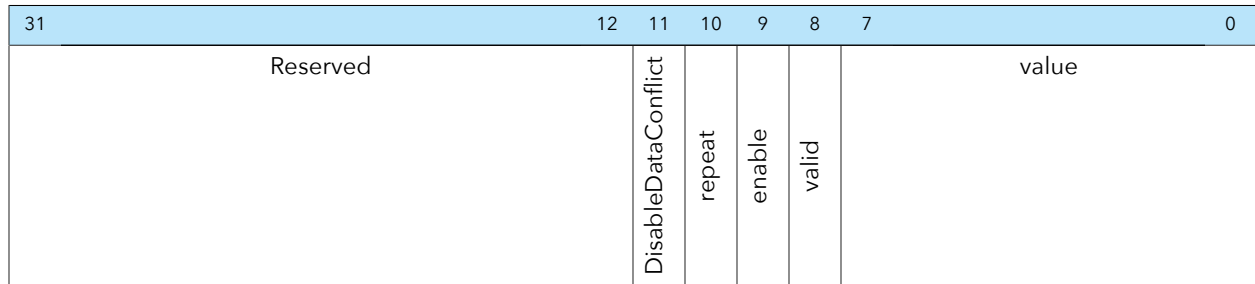 31 12 11 10 9 8 7 0
Reserved DisableDataConflict repeat enable valid value